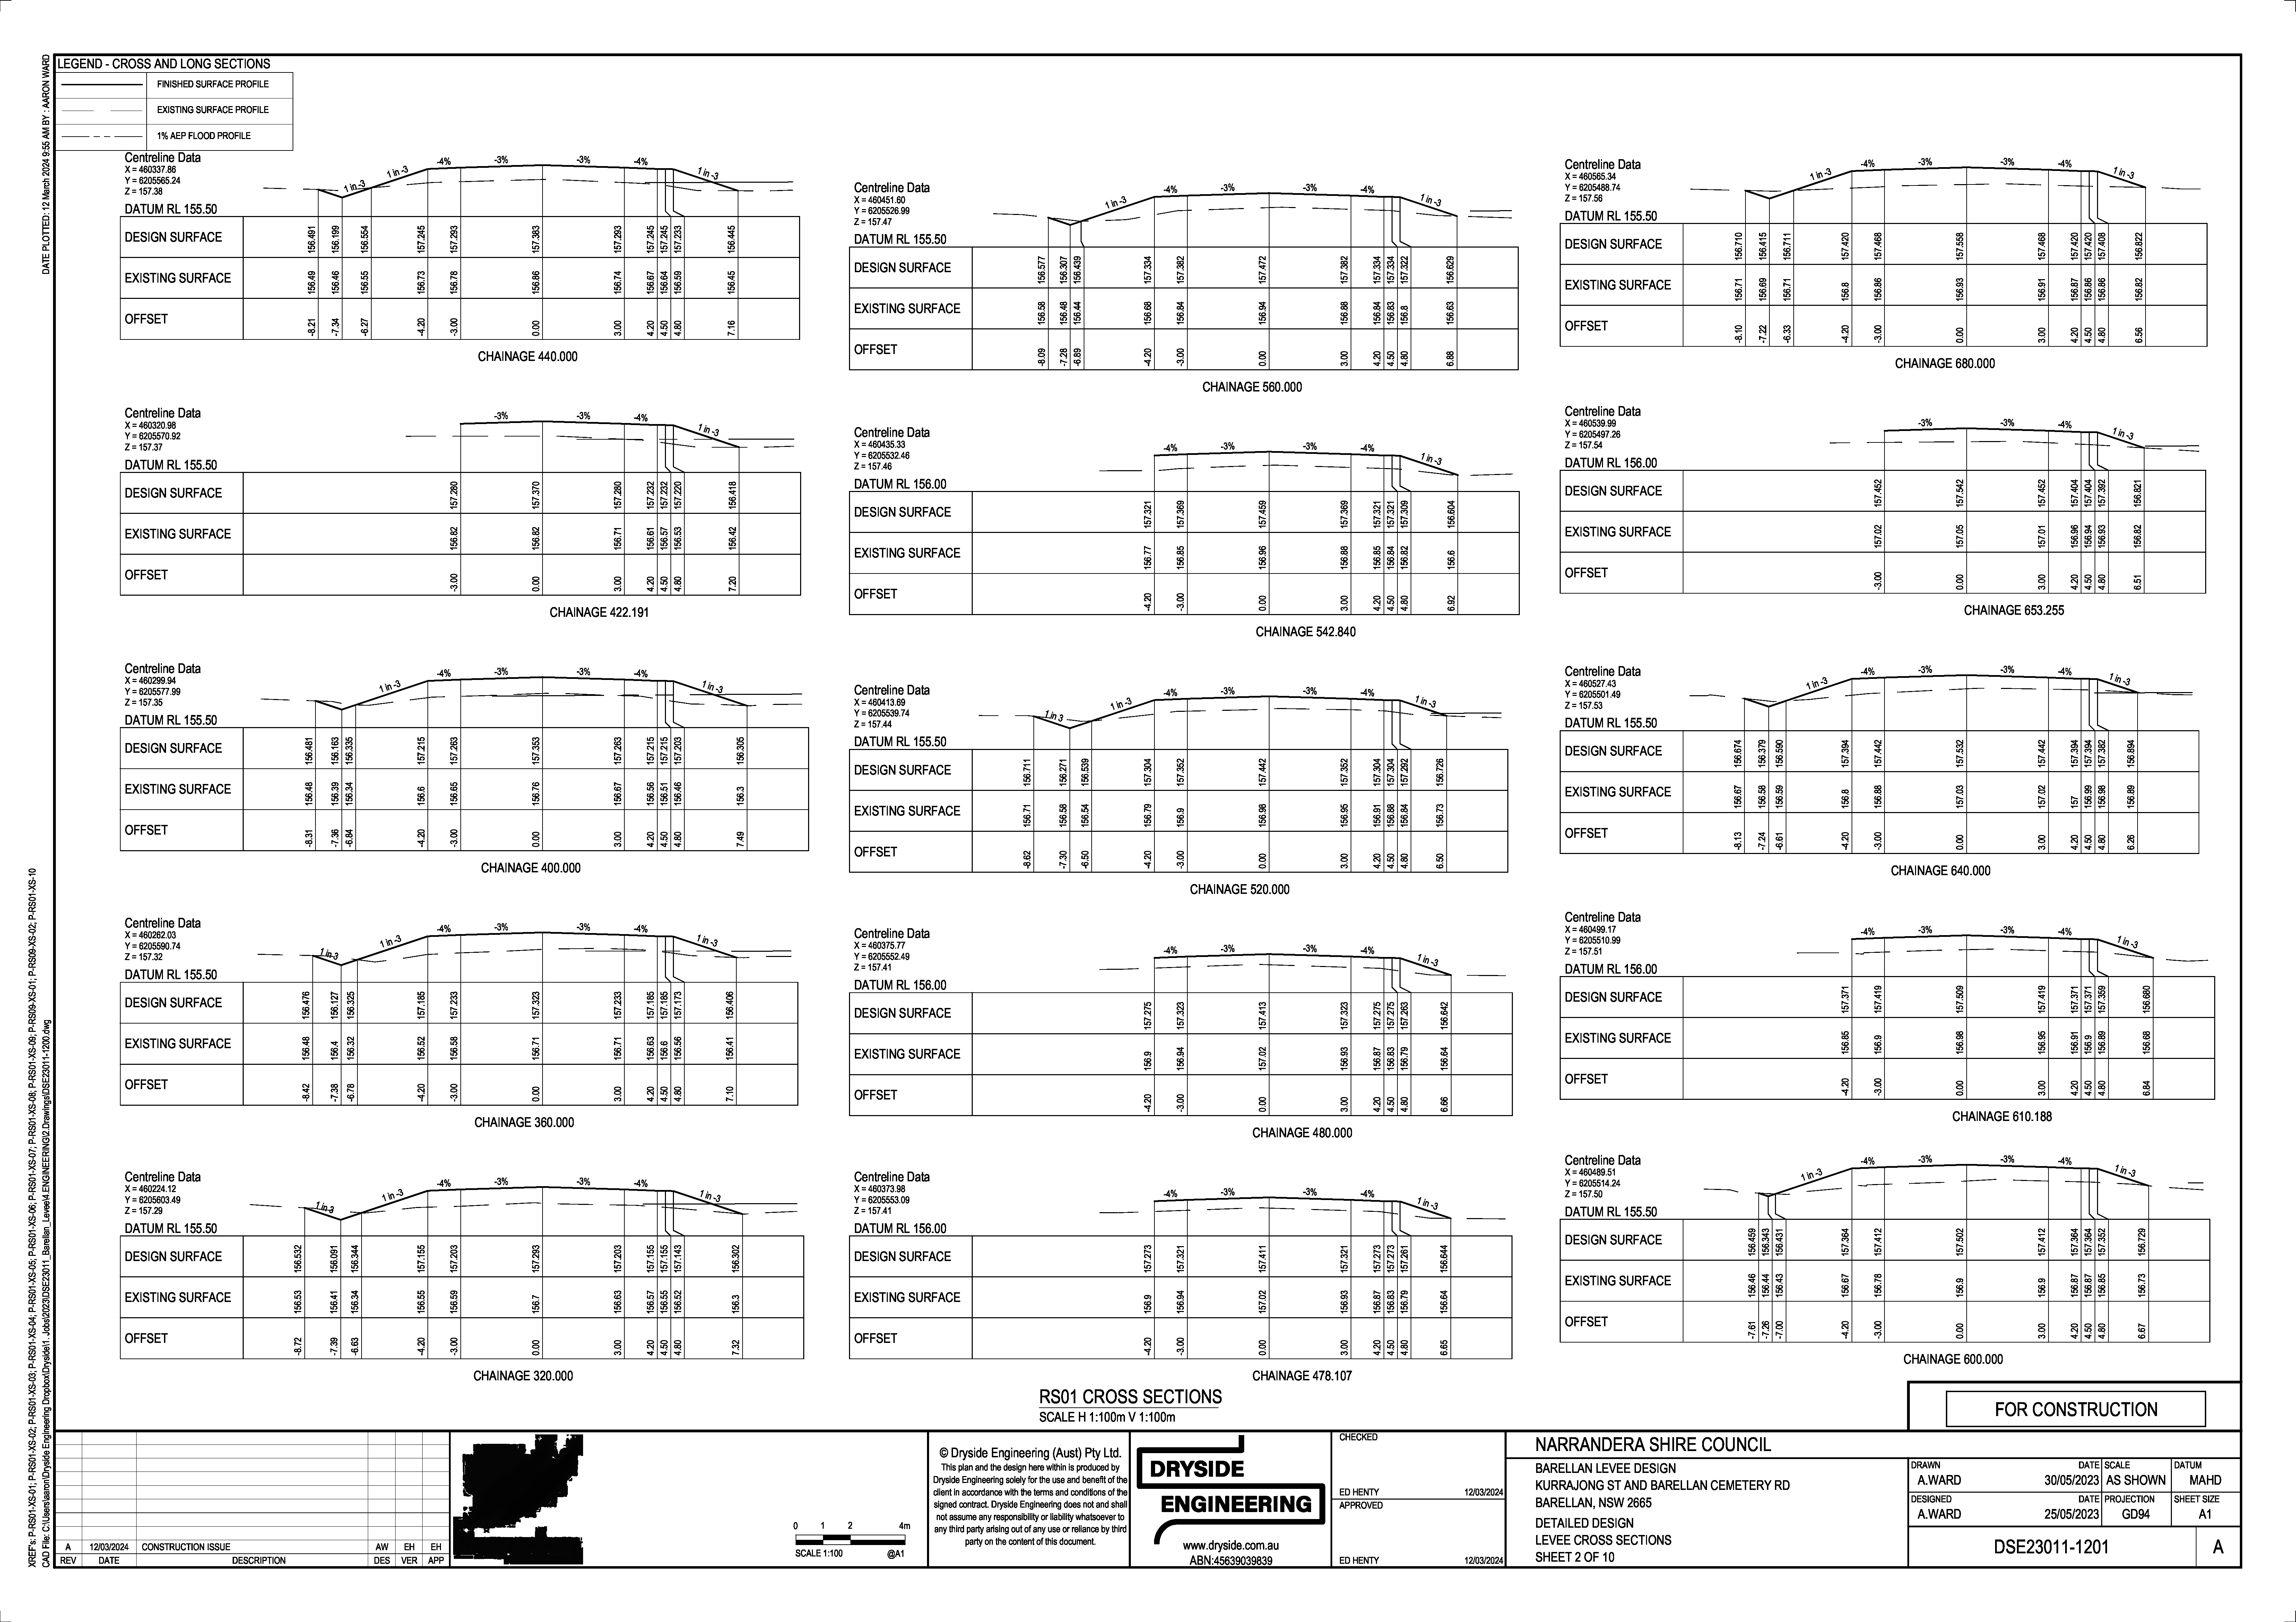 LEGEND - CROSS AND LONG SECTIONS
FINISHED SURFACE PROFILE
EXISTING SURFACE PROFILE
1% AEP FLOOD PROFILE
DATE PLOTTED: 12 March 2024 9:55 AM BY : AARON WARD
XREF's: P-RS01-XS-01; P-RS01-XS-02; P-RS01-XS-03; P-RS01-XS-04; P-RS01-XS-05; P-RS01-XS-06; P-RS01-XS-07; P-RS01-XS-08; P-RS01-XS-09; P-RS09-XS-01; P-RS09-XS-02; P-RS01-XS-10
CAD File: C:\Users\aaron\Dryside Engineering Dropbox\Dryside\1. Jobs\2023\DSE23011_Barellan_Levee\4.ENGINEERING\2.Drawings\DSE23011-1200.dwg
Centreline Data
X = 460337.86
Y = 6205565.24
Z = 157.38
1 in -3 1 in -3 -4% -3% -3% -4% 1 in -3
DATUM RL 155.50
DESIGN SURFACE 156.491 156.199 156.554 157.245 157.293 157.383 157.293 157.245 157.245 157.233 156.445
EXISTING SURFACE 156.49 156.46 156.55 156.73 156.78 156.86 156.74 156.67 156.64 156.59 156.45
OFFSET -8.21 -7.34 -6.27 -4.20 -3.00 0.00 3.00 4.20 4.50 4.80 7.16
CHAINAGE 440.000
Centreline Data
X = 460320.98
Y = 6205570.92
Z = 157.37
-3% -3% -4% 1 in -3
DATUM RL 155.50
DESIGN SURFACE 157.280 157.370 157.280 157.232 157.232 157.220 156.418
EXISTING SURFACE 156.82 156.82 156.71 156.61 156.57 156.53 156.42
OFFSET -3.00 0.00 3.00 4.20 4.50 4.80 7.20
CHAINAGE 422.191
Centreline Data
X = 460299.94
Y = 6205577.99
Z = 157.35
1 in -3 -4% -3% -3% -4% 1 in -3
DATUM RL 155.50
DESIGN SURFACE 156.481 156.163 156.335 157.215 157.263 157.353 157.263 157.215 157.215 157.203 156.305
EXISTING SURFACE 156.48 156.39 156.34 156.6 156.65 156.76 156.67 156.56 156.51 156.46 156.3
OFFSET -8.31 -7.36 -6.84 -4.20 -3.00 0.00 3.00 4.20 4.50 4.80 7.49
CHAINAGE 400.000
Centreline Data
X = 460262.03
Y = 6205590.74
Z = 157.32
1 in 3 1 in -3 -4% -3% -3% -4% 1 in -3
DATUM RL 155.50
DESIGN SURFACE 156.476 156.127 156.325 157.185 157.233 157.323 157.233 157.185 157.185 157.173 156.406
EXISTING SURFACE 156.48 156.4 156.32 156.52 156.58 156.71 156.71 156.63 156.6 156.56 156.41
OFFSET -8.42 -7.38 -6.78 -4.20 -3.00 0.00 3.00 4.20 4.50 4.80 7.10
CHAINAGE 360.000
Centreline Data
X = 460224.12
Y = 6205603.49
Z = 157.29
1 in 3 1 in -3 -4% -3% -3% -4% 1 in -3
DATUM RL 155.50
DESIGN SURFACE 156.532 156.091 156.344 157.155 157.203 157.293 157.203 157.155 157.155 157.143 156.302
EXISTING SURFACE 156.53 156.41 156.34 156.55 156.59 156.7 156.63 156.57 156.55 156.52 156.3
OFFSET -8.72 -7.39 -6.63 -4.20 -3.00 0.00 3.00 4.20 4.50 4.80 7.32
CHAINAGE 320.000
Centreline Data
X = 460451.60
Y = 6205526.99
Z = 157.47
1 in -3 -4% -3% -3% -4% 1 in -3
DATUM RL 155.50
DESIGN SURFACE 156.577 156.307 156.439 157.334 157.382 157.472 157.382 157.334 157.334 157.322 156.629
EXISTING SURFACE 156.58 156.48 156.44 156.68 156.84 156.94 156.88 156.84 156.83 156.8 156.63
OFFSET -8.09 -7.28 -6.89 -4.20 -3.00 0.00 3.00 4.20 4.50 4.80 6.88
CHAINAGE 560.000
Centreline Data
X = 460435.33
Y = 6205532.46
Z = 157.46
-4% -3% -3% -4% 1 in -3
DATUM RL 156.00
DESIGN SURFACE 157.321 157.369 157.459 157.369 157.321 157.321 157.309 156.604
EXISTING SURFACE 156.77 156.85 156.96 156.88 156.85 156.84 156.82 156.6
OFFSET -4.20 -3.00 0.00 3.00 4.20 4.50 4.80 6.92
CHAINAGE 542.840
Centreline Data
X = 460413.69
Y = 6205539.74
Z = 157.44
1 in 3 1 in -3 -4% -3% -3% -4% 1 in -3
DATUM RL 155.50
DESIGN SURFACE 156.711 156.271 156.539 157.304 157.352 157.442 157.352 157.304 157.304 157.292 156.726
EXISTING SURFACE 156.71 156.58 156.54 156.79 156.9 156.98 156.95 156.91 156.88 156.84 156.73
OFFSET -8.62 -7.30 -6.50 -4.20 -3.00 0.00 3.00 4.20 4.50 4.80 6.50
CHAINAGE 520.000
Centreline Data
X = 460375.77
Y = 6205552.49
Z = 157.41
-4% -3% -3% -4% 1 in -3
DATUM RL 156.00
DESIGN SURFACE 157.275 157.323 157.413 157.323 157.275 157.275 157.263 156.642
EXISTING SURFACE 156.9 156.94 157.02 156.93 156.87 156.83 156.79 156.64
OFFSET -4.20 -3.00 0.00 3.00 4.20 4.50 4.80 6.66
CHAINAGE 480.000
Centreline Data
X = 460373.98
Y = 6205553.09
Z = 157.41
-4% -3% -3% -4% 1 in -3
DATUM RL 156.00
DESIGN SURFACE 157.273 157.321 157.411 157.321 157.273 157.273 157.261 156.644
EXISTING SURFACE 156.9 156.94 157.02 156.93 156.87 156.83 156.79 156.64
OFFSET -4.20 -3.00 0.00 3.00 4.20 4.50 4.80 6.65
CHAINAGE 478.107
Centreline Data
X = 460565.34
Y = 6205488.74
Z = 157.56
1 in -3 -4% -3% -3% -4% 1 in -3
DATUM RL 155.50
DESIGN SURFACE 156.710 156.415 156.711 157.420 157.468 157.558 157.468 157.420 157.420 157.408 156.822
EXISTING SURFACE 156.71 156.69 156.71 156.8 156.86 156.93 156.91 156.87 156.86 156.86 156.82
OFFSET -8.10 -7.22 -6.33 -4.20 -3.00 0.00 3.00 4.20 4.50 4.80 6.56
CHAINAGE 680.000
Centreline Data
X = 460539.99
Y = 6205497.26
Z = 157.54
-3% -3% -4% 1 in -3
DATUM RL 156.00
DESIGN SURFACE 157.452 157.542 157.452 157.404 157.404 157.392 156.821
EXISTING SURFACE 157.02 157.05 157.01 156.96 156.94 156.93 156.82
OFFSET -3.00 0.00 3.00 4.20 4.50 4.80 6.51
CHAINAGE 653.255
Centreline Data
X = 460527.43
Y = 6205501.49
Z = 157.53
1 in -3 -4% -3% -3% -4% 1 in -3
DATUM RL 155.50
DESIGN SURFACE 156.674 156.379 156.590 157.394 157.442 157.532 157.442 157.394 157.394 157.382 156.894
EXISTING SURFACE 156.67 156.58 156.59 156.8 156.88 157.03 157.02 157 156.99 156.98 156.89
OFFSET -8.13 -7.24 -6.61 -4.20 -3.00 0.00 3.00 4.20 4.50 4.80 6.26
CHAINAGE 640.000
Centreline Data
X = 460499.17
Y = 6205510.99
Z = 157.51
-4% -3% -3% -4% 1 in -3
DATUM RL 156.00
DESIGN SURFACE 157.371 157.419 157.509 157.419 157.371 157.371 157.359 156.680
EXISTING SURFACE 156.85 156.9 156.98 156.95 156.91 156.9 156.89 156.68
OFFSET -4.20 -3.00 0.00 3.00 4.20 4.50 4.80 6.84
CHAINAGE 610.188
Centreline Data
X = 460489.51
Y = 6205514.24
Z = 157.50
1 in -3 -4% -3% -3% -4% 1 in -3
DATUM RL 155.50
DESIGN SURFACE 156.459 156.343 156.431 157.364 157.412 157.502 157.412 157.364 157.364 157.352 156.729
EXISTING SURFACE 156.46 156.44 156.43 156.67 156.78 156.9 156.9 156.87 156.87 156.85 156.73
OFFSET -7.61 -7.26 -7.00 -4.20 -3.00 0.00 3.00 4.20 4.50 4.80 6.67
CHAINAGE 600.000
RS01 CROSS SECTIONS
SCALE H 1:100m V 1:100m
FOR CONSTRUCTION
A 12/03/2024 CONSTRUCTION ISSUE AW EH EH
REV DATE DESCRIPTION DES VER APP
0 1 2 4m
SCALE 1:100 @A1
© Dryside Engineering (Aust) Pty Ltd.
This plan and the design here within is produced by
Dryside Engineering solely for the use and benefit of the
client in accordance with the terms and conditions of the
signed contract. Dryside Engineering does not and shall
not assume any responsibility or liability whatsoever to
any third party arising out of any use or reliance by third
party on the content of this document.
DRYSIDE
ENGINEERING
www.dryside.com.au
ABN:45639039839
CHECKED
ED HENTY 12/03/2024
APPROVED
ED HENTY 12/03/2024
NARRANDERA SHIRE COUNCIL
BARELLAN LEVEE DESIGN
KURRAJONG ST AND BARELLAN CEMETERY RD
BARELLAN, NSW 2665
DETAILED DESIGN
LEVEE CROSS SECTIONS
SHEET 2 OF 10
DRAWN DATE SCALE DATUM
A.WARD 30/05/2023 AS SHOWN MAHD
DESIGNED DATE PROJECTION SHEET SIZE
A.WARD 25/05/2023 GD94 A1
DSE23011-1201 A